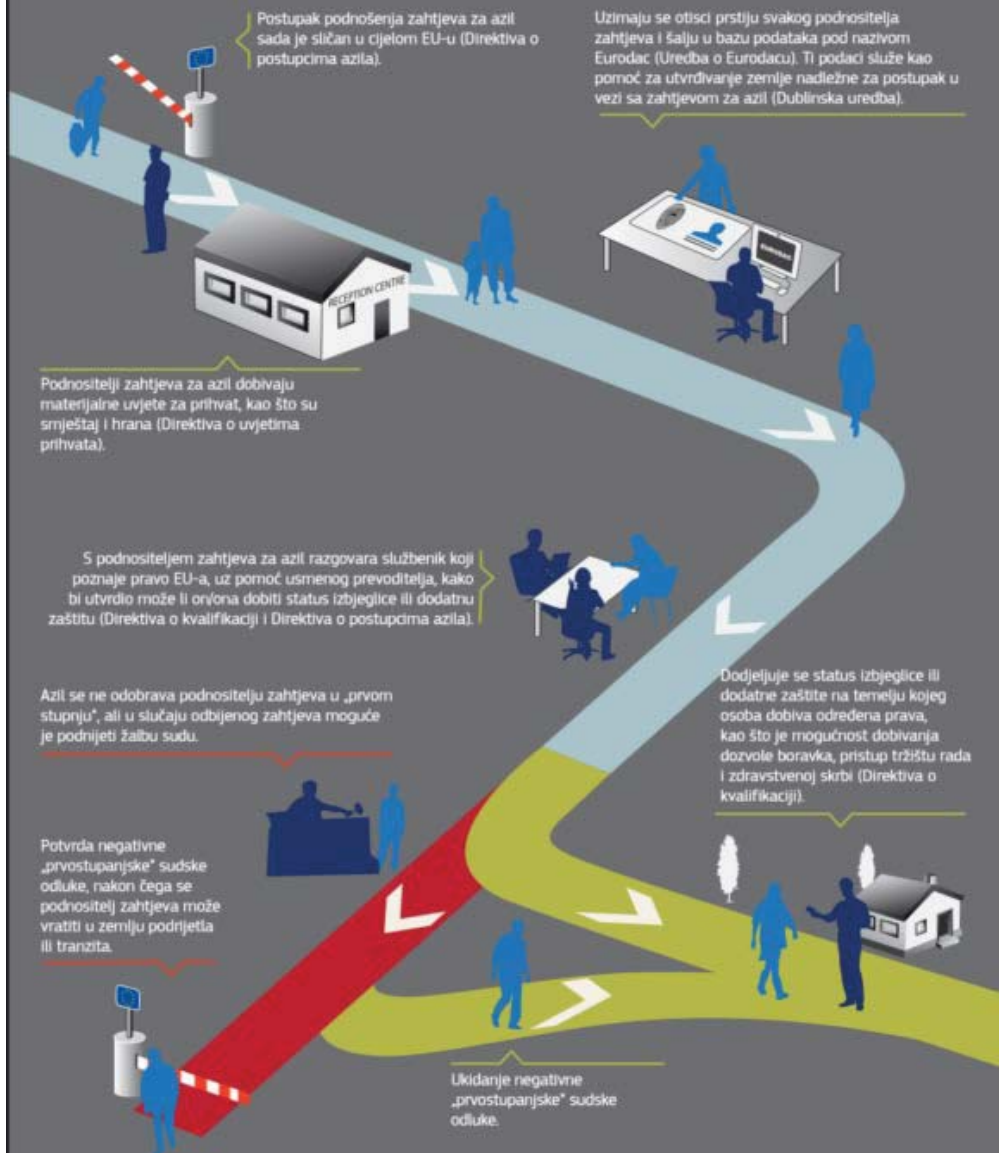 Postupak podnošenja zahtjeva za azil
sada je sličan u cijelom EU-u (Direktiva o
postupcima azila).
Uzimaju se otisci prstiju svakog podnositelja
zahtjeva i šalju u bazu podataka pod nazivom
Eurodac (Uredba o Eurodacu). Ti podaci služe kao
pomoć za utvrđivanje zemlje nadležne za postupak u
vezi sa zahtjevom za azil (Dublinska uredba).
EURODAC
RECEPTION CENTRE
Podnositelji zahtjeva za azil dobivaju
materijalne uvjete za prihvat, kao što su
smještaj i hrana (Direktiva o uvjetima
prihvata).
S podnositeljem zahtjeva za azil razgovara službenik koji
poznaje pravo EU-a, uz pomoć usmenog prevoditelja, kako
bi utvrdio može li on/ona dobiti status izbjeglice ili dodatnu
zaštitu (Direktiva o kvalifikaciji i Direktiva o postupcima azila).
Azil se ne odobrava podnositelju zahtjeva u „prvom
stupnju", ali u slučaju odbijenog zahtjeva moguće
je podnijeti žalbu sudu.
Dodjeljuje se status izbjeglice ili
dodatne zaštite na temelju kojeg
osoba dobiva određena prava,
kao što je mogućnost dobivanja
dozvole boravka, pristup tržištu rada
i zdravstvenoj skrbi (Direktiva o
kvalifikaciji).
Potvrda negativne
„prvostupanjske" sudske
odluke, nakon čega se
podnositelj zahtjeva može
vratiti u zemlju podrijetla
ili tranzita.
Ukidanje negativne
„prvostupanjske" sudske
odluke.